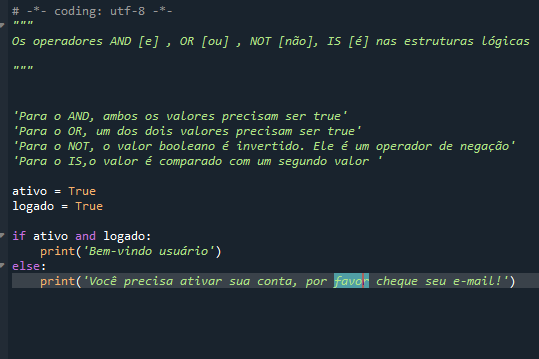 # -*- coding: utf-8 -*-
"""
Os operadores AND [e] , OR [ou] , NOT [não], IS [é] nas estruturas lógicas
"""
'Para o AND, ambos os valores precisam ser true'
'Para o OR, um dos dois valores precisam ser true'
'Para o NOT, o valor booleano é invertido. Ele é um operador de negação'
'Para o IS,o valor é comparado com um segundo valor '
ativo = True
logado = True
if ativo and logado:
    print('Bem-vindo usuário')
else:
    print('Você precisa ativar sua conta, por favor cheque seu e-mail!')